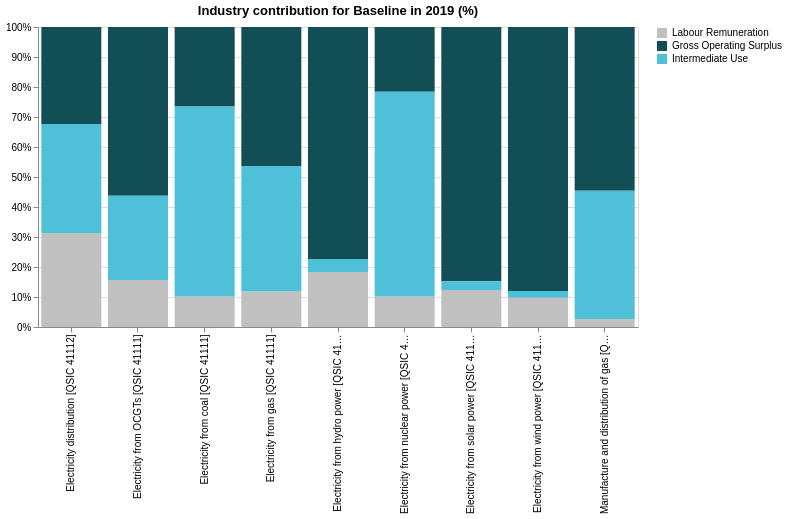 Industry contribution for Baseline in 2019 (%)
100%
90%
80%
70%
60%
50%
40%
30%
20%
10%
0%
Labour Remuneration
Gross Operating Surplus
Intermediate Use
Electricity distribution [QSIC 41112]
Electricity from OCGTs [QSIC 41111]
Electricity from coal [QSIC 41111]
Electricity from gas [QSIC 41111]
Electricity from hydro power [QSIC 41…
Electricity from nuclear power [QSIC 4…
Electricity from solar power [QSIC 411…
Electricity from wind power [QSIC 411…
Manufacture and distribution of gas [Q…